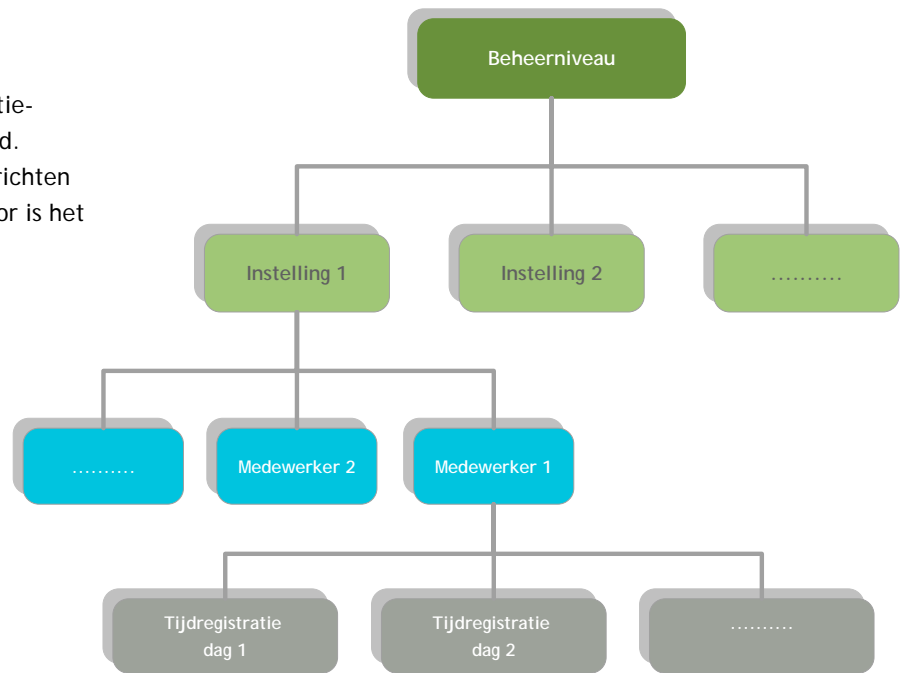 Beheerniveau
tie-
d.
richten
or is het
Instelling 1
Instelling 2
..........
..........
Medewerker 2
Medewerker 1
Tijdregistratie
dag 1
Tijdregistratie
dag 2
..........